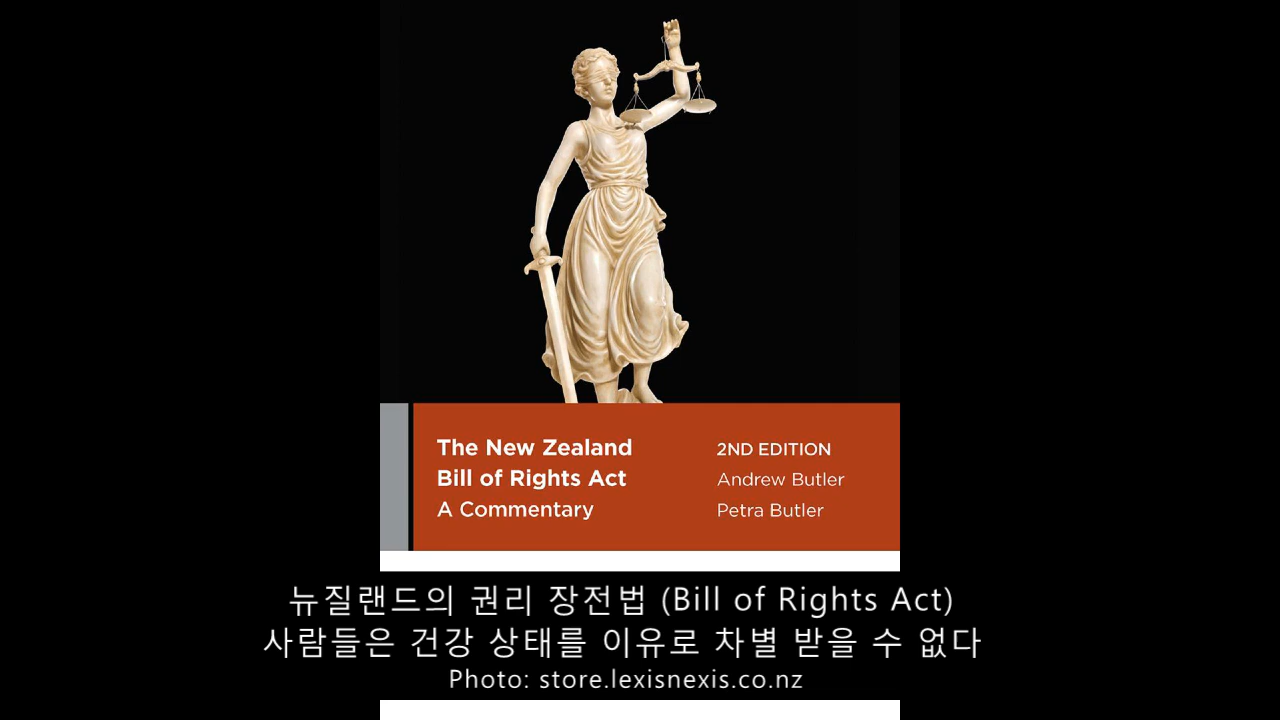 The New Zealand
Bill of Rights Act
A Commentary
2ND EDITION
Andrew Butler
Petra Butler
뉴질랜드의 권리 장전법 (Bill of Rights Act)
사람들은 건강 상태를 이유로 차별 받을 수 없다
Photo: store.lexisnexis.co.nz